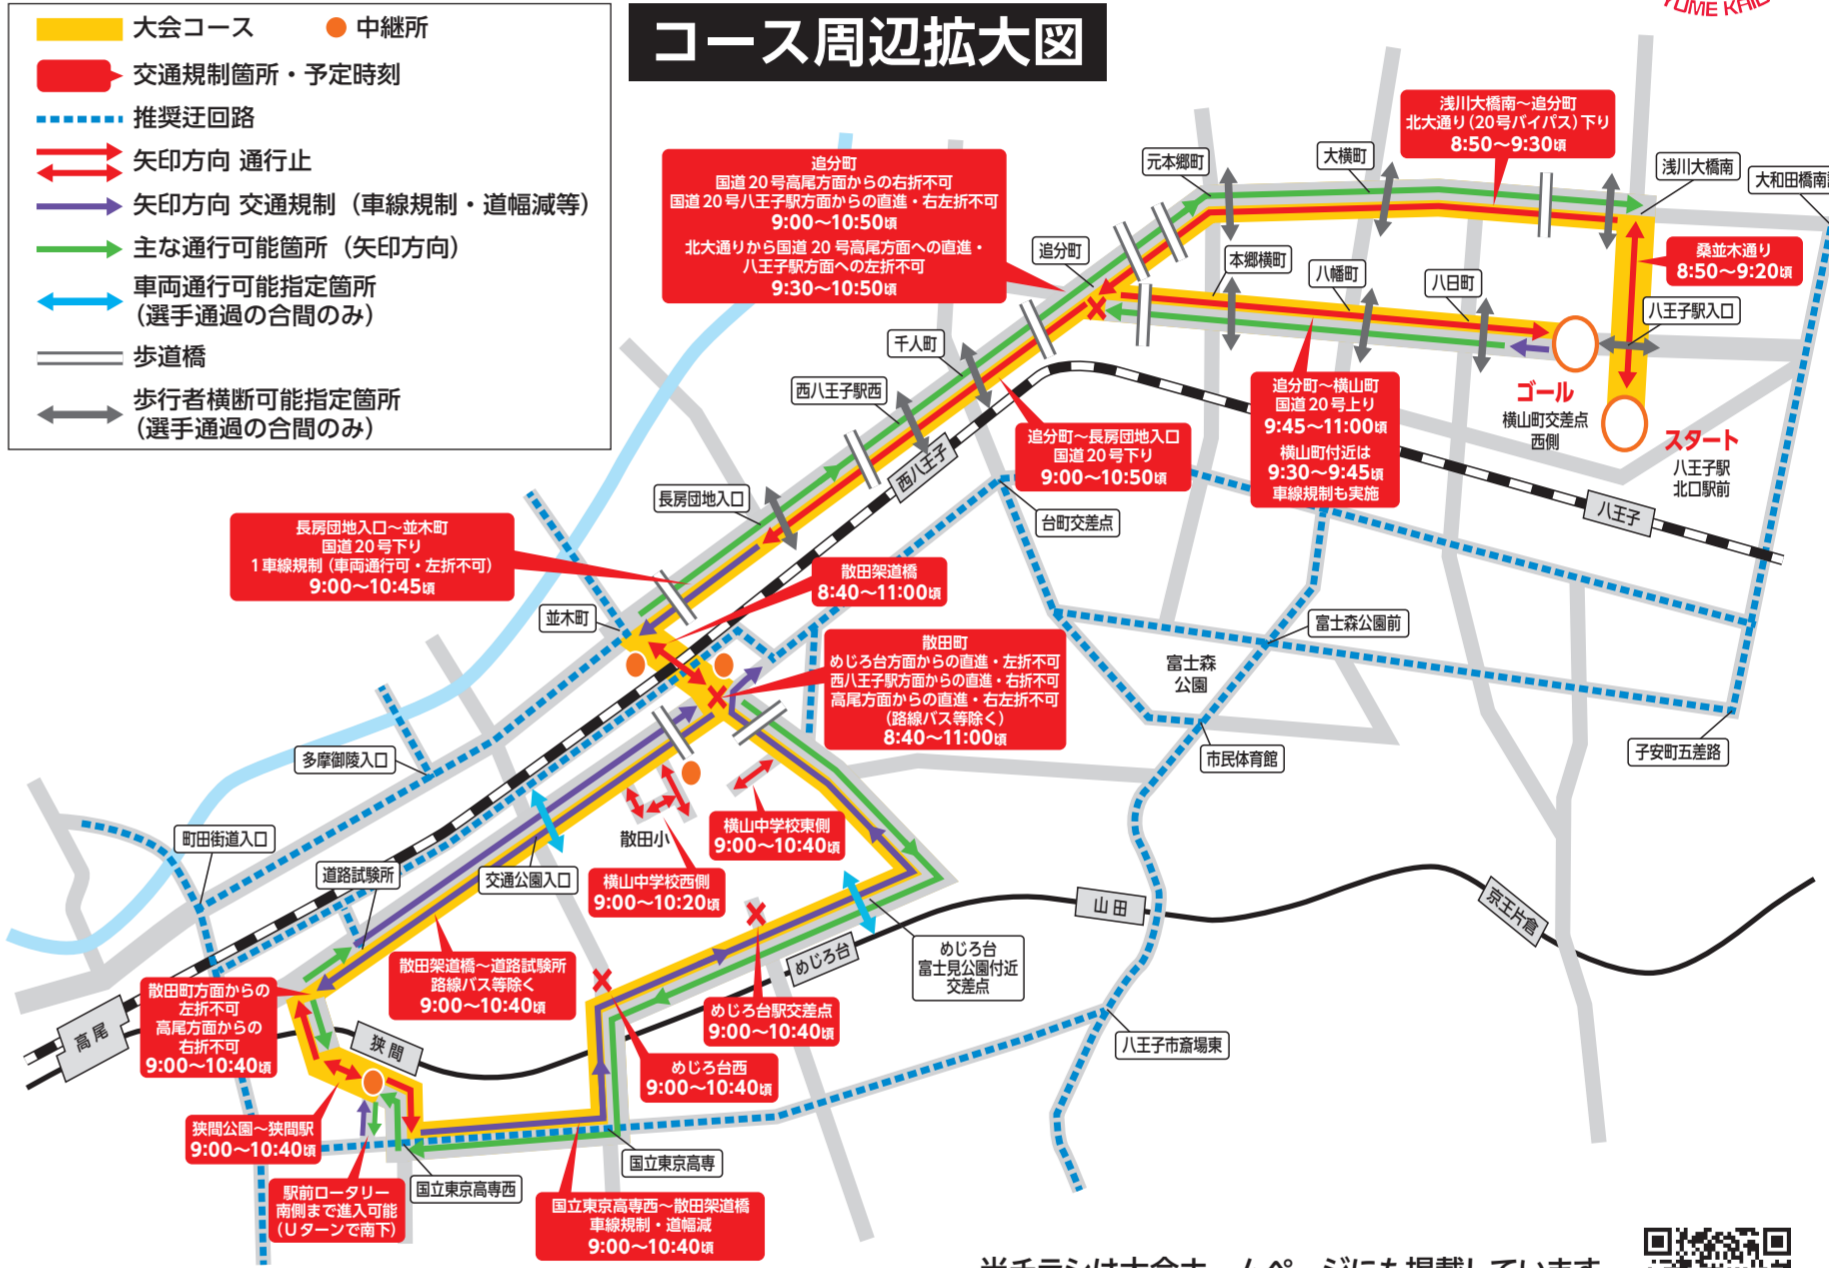 大会コース
中継所
交通規制箇所・予定時刻
推奨迂回路
矢印方向 通行止
矢印方向 交通規制（車線規制・道幅減等）
主な通行可能箇所（矢印方向）
車両通行可能指定箇所
（選手通過の合間のみ）
歩道橋
歩行者横断可能指定箇所
（選手通過の合間のみ）
コース周辺拡大図
YUME KAID
浅川大橋南～追分町
北大通り（20号バイパス）下り
8:50～9:30頃
追分町
国道20号高尾方面からの右折不可
国道20号八王子駅方面からの直進・右左折不可
9:00～10:50頃
北大通りから国道20号高尾方面への直進・
八王子駅方面への左折不可
9:30～10:50頃
元本郷町
大横町
浅川大橋南
大和田橋南
追分町
本郷横町
八幡町
八日町
桑並木通り
8:50～9:20頃
八王子駅入口
千人町
西八王子駅西
追分町～横山町
国道20号上り
9:45～11:00頃
横山町付近は
9:30～9:45頃
車線規制も実施
ゴール
横山町交差点
西側
スタート
八王子駅
北口駅前
追分町～長房団地入口
国道20号下り
9:00～10:50頃
西八王子
長房団地入口
台町交差点
八王子
長房団地入口～並木町
国道20号下り
1車線規制（車両通行可・左折不可）
9:00～10:45頃
散田架道橋
8:40～11:00頃
並木町
富士森公園前
散田町
めじろ台方面からの直進・左折不可
西八王子駅方面からの直進・右折不可
高尾方面からの直進・右左折不可
（路線バス等除く）
8:40～11:00頃
富士森
公園
多摩御陵入口
市民体育館
子安町五差路
町田街道入口
散田小
横山中学校東側
9:00～10:40頃
道路試験所
交通公園入口
横山中学校西側
9:00～10:20頃
山田
京王片倉
めじろ台
めじろ台
富士見公園付近
交差点
散田架道橋～道路試験所
路線バス等除く
9:00～10:40頃
散田町方面からの
左折不可
高尾方面からの
右折不可
9:00～10:40頃
めじろ台駅交差点
9:00～10:40頃
高尾
狭間
めじろ台西
9:00～10:40頃
八王子市斎場東
狭間公園～狭間駅
9:00～10:40頃
国立東京高専
国立東京高専西
駅前ロータリー
南側まで進入可能
（Uターンで南下）
国立東京高専西～散田架道橋
車線規制・道幅減
9:00～10:40頃
当チラシは大会ホームページにも掲載しています